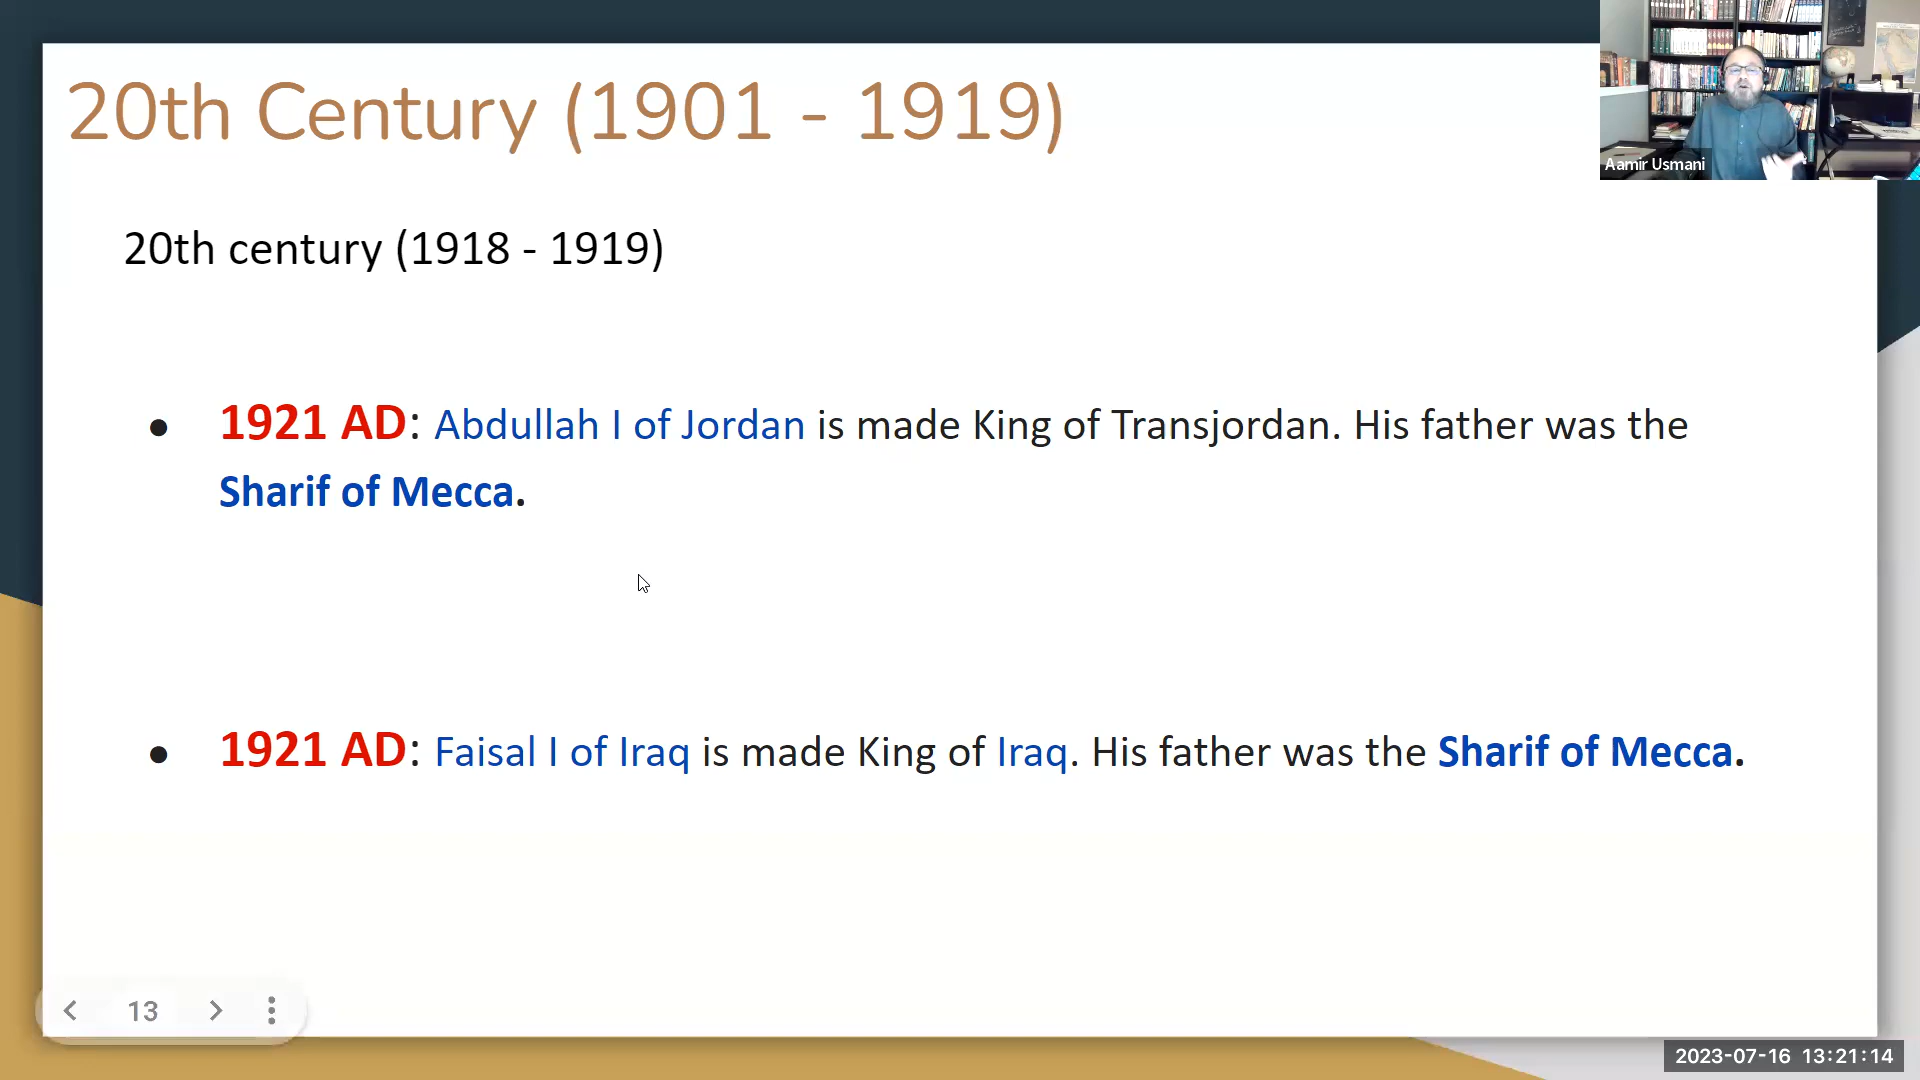 20th Century (1901 - 1919)
Aamir Usmani
20th century (1918 - 1919)
● 1921 AD: Abdullah I of Jordan is made King of Transjordan. His father was the
Sharif of Mecca.
● 1921 AD: Faisal I of Iraq is made King of Iraq. His father was the Sharif of Mecca.
13
2023-07-16 13:21:14